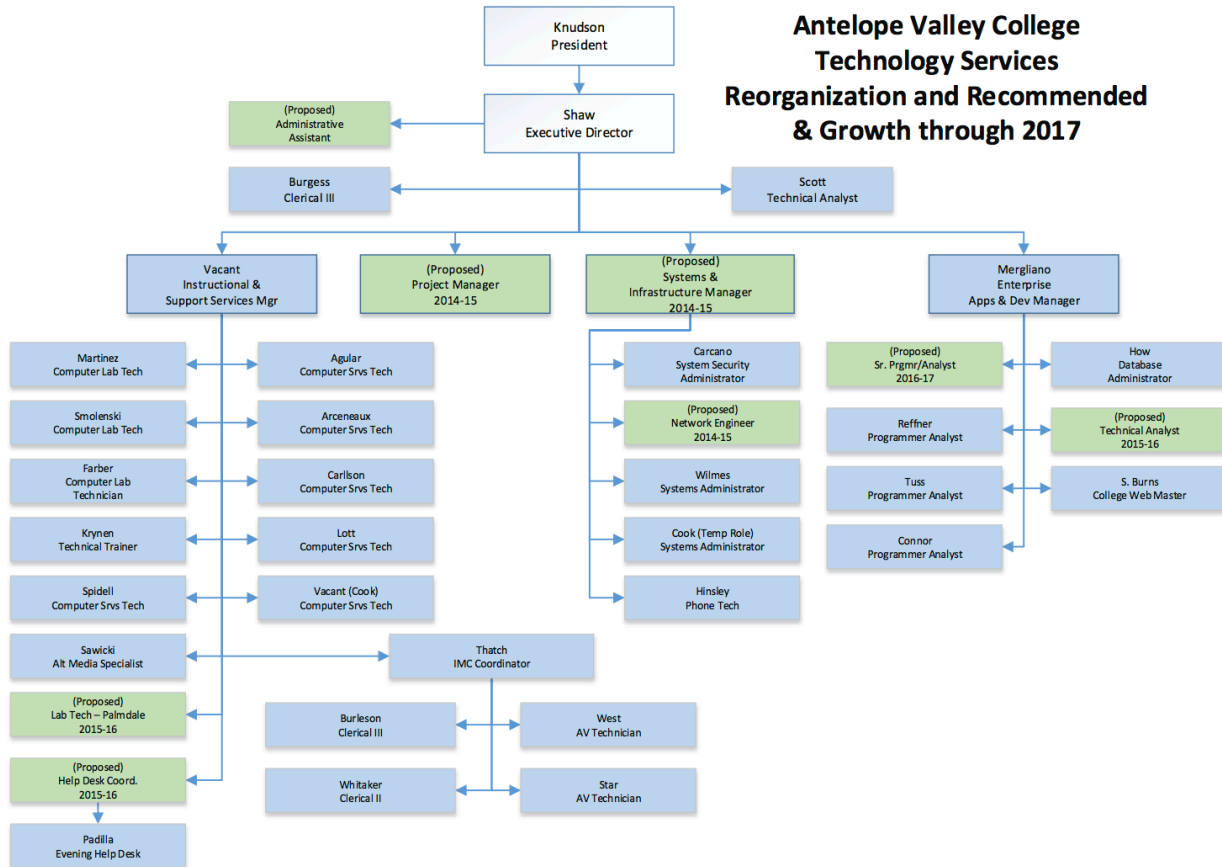 Antelope Valley College
Technology Services
Reorganization and Recommended
& Growth through 2017
Knudson
President
(Proposed)
Administrative
Assistant
Shaw
Executive Director
Burgess
Clerical III
Scott
Technical Analyst
Vacant
Instructional &
Support Services Mgr
(Proposed)
Project Manager
2014-15
(Proposed)
Systems &
Infrastructure Manager
2014-15
Mergliano
Enterprise
Apps & Dev Manager
Martinez
Computer Lab Tech
Agular
Computer Srvs Tech
Smolenski
Computer Lab Tech
Arceneaux
Computer Srvs Tech
Farber
Computer Lab
Technician
Carllson
Computer Srvs Tech
Krynen
Technical Trainer
Lott
Computer Srvs Tech
Spidell
Computer Srvs Tech
Vacant (Cook)
Computer Srvs Tech
Sawicki
Alt Media Specialist
Thatch
IMC Coordinator
(Proposed)
Lab Tech – Palmdale
2015-16
Burleson
Clerical III
West
AV Technician
(Proposed)
Help Desk Coord.
2015-16
Whitaker
Clerical II
Star
AV Technician
Padilla
Evening Help Desk
Carcano
System Security
Administrator
(Proposed)
Network Engineer
2014-15
Wilmes
Systems Administrator
Cook (Temp Role)
Systems Administrator
Hinsley
Phone Tech
(Proposed)
Sr. Prgmr/Analyst
2016-17
How
Database
Administrator
Reffner
Programmer Analyst
(Proposed)
Technical Analyst
2015-16
Tuss
Programmer Analyst
S. Burns
College Web Master
Connor
Programmer Analyst